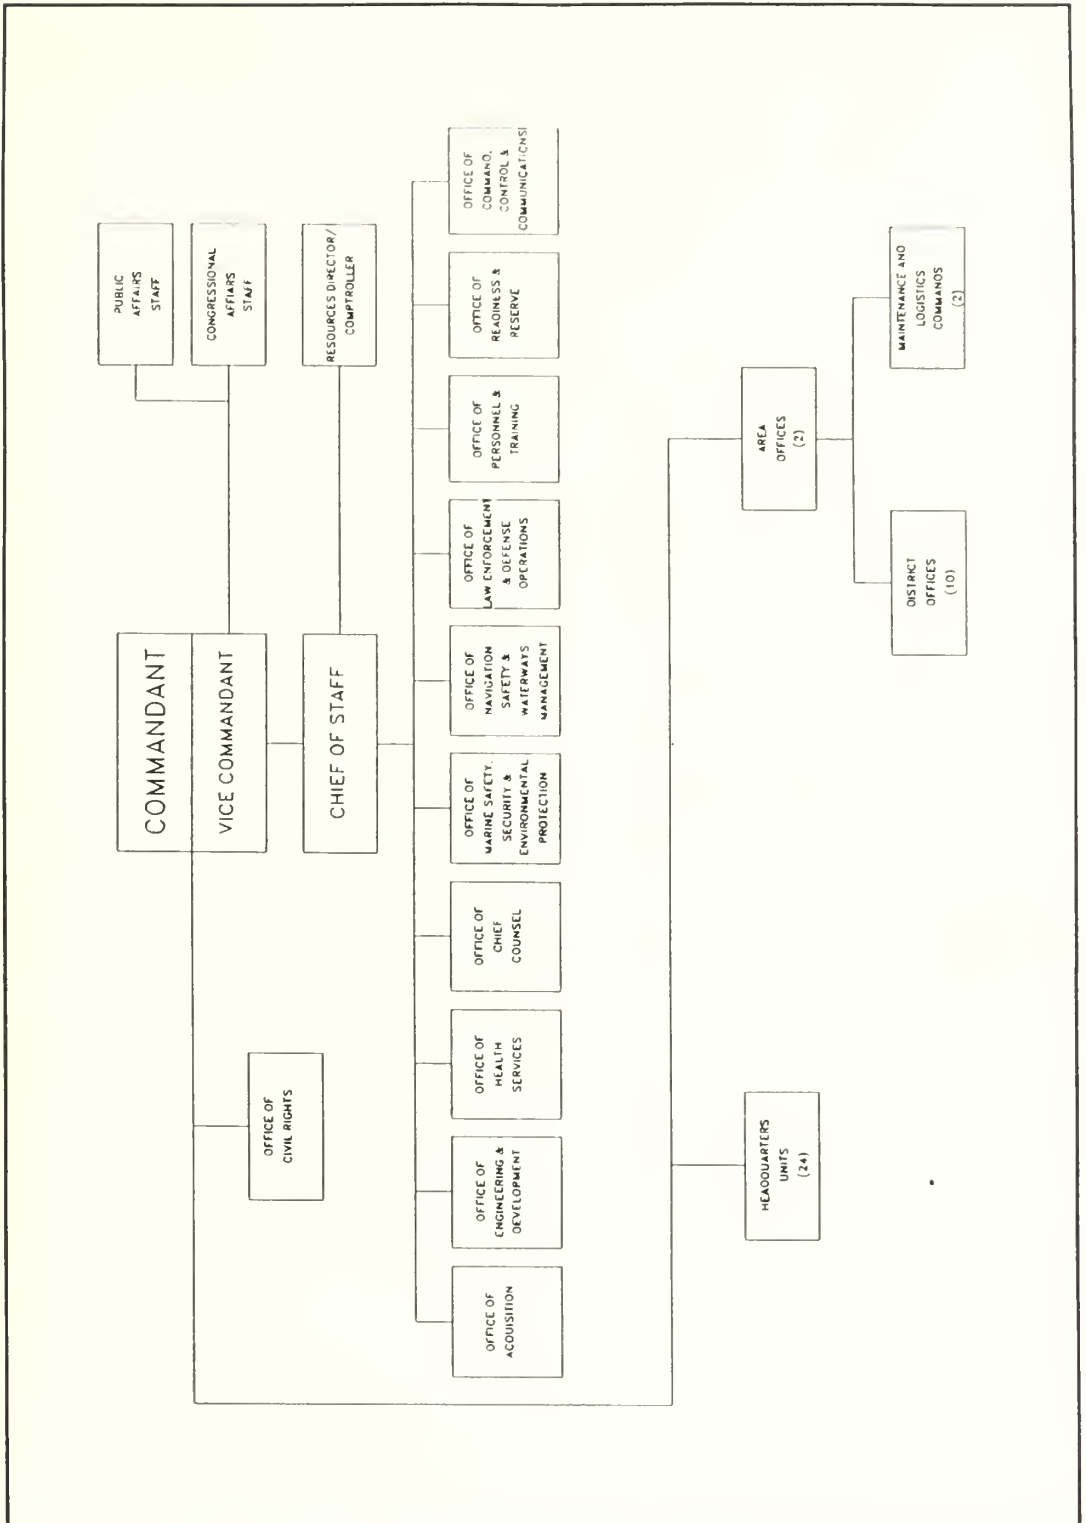 COMMANDANT
VICE COMMANDANT
PUBLIC
AFFAIRS
STAFF
CONGRESSIONAL
AFFIARS
STAFF
OFFICE OF
CIVIL RIGHTS
CHIEF OF STAFF
RESOURCES DIRECTOR/
COMPTROLLER
OFFICE OF
ACQUISITION
OFFICE OF
ENGINEERING &
DEVELOPMENT
OFFICE OF
HEALTH
SERVICES
OFFICE OF
CHIEF
COUNSEL
OFFICE OF
MARINE SAFETY,
SECURITY &
ENVIRONMENTAL
PROTECTION
OFFICE OF
NAVIGATION
SAFETY &
WATERWAYS
MANAGEMENT
OFFICE OF
LAW ENFORCEMENT
& DEFENSE
OPERATIONS
OFFICE OF
PERSONNEL &
TRAINING
OFFICE OF
READINESS &
RESERVE
OFFICE OF
COMMAND,
CONTROL &
COMMUNICATIONS
HEADQUARTERS
UNITS
(24)
AREA
OFFICES
(2)
DISTRICT
OFFICES
(10)
MAINTENANCE AND
LOGISTICS
COMMANDS
(2)